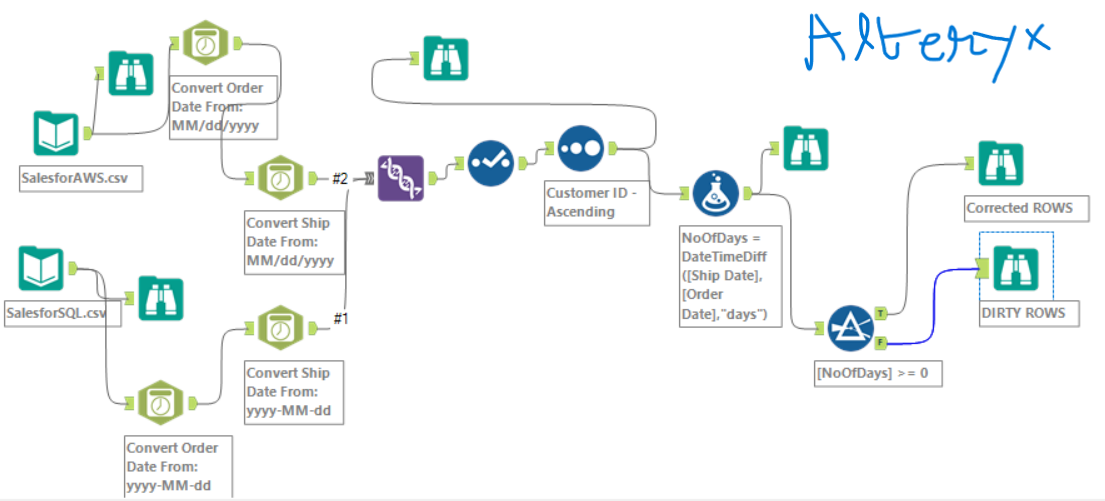 Alteryx
Convert Order
Date From:
MM/dd/yyyy
SalesforAWS.csv
#2
Convert Ship
Date From:
MM/dd/yyyy
Customer ID -
Ascending
Corrected ROWS
NoOfDays =
DateTimeDiff
([Ship Date],
[Order
Date],"days")
SalesforSQL.csv
#1
DIRTY ROWS
T
F
[NoOfDays] >= 0
Convert Ship
Date From:
yyyy-MM-dd
Convert Order
Date From:
yyyy-MM-dd